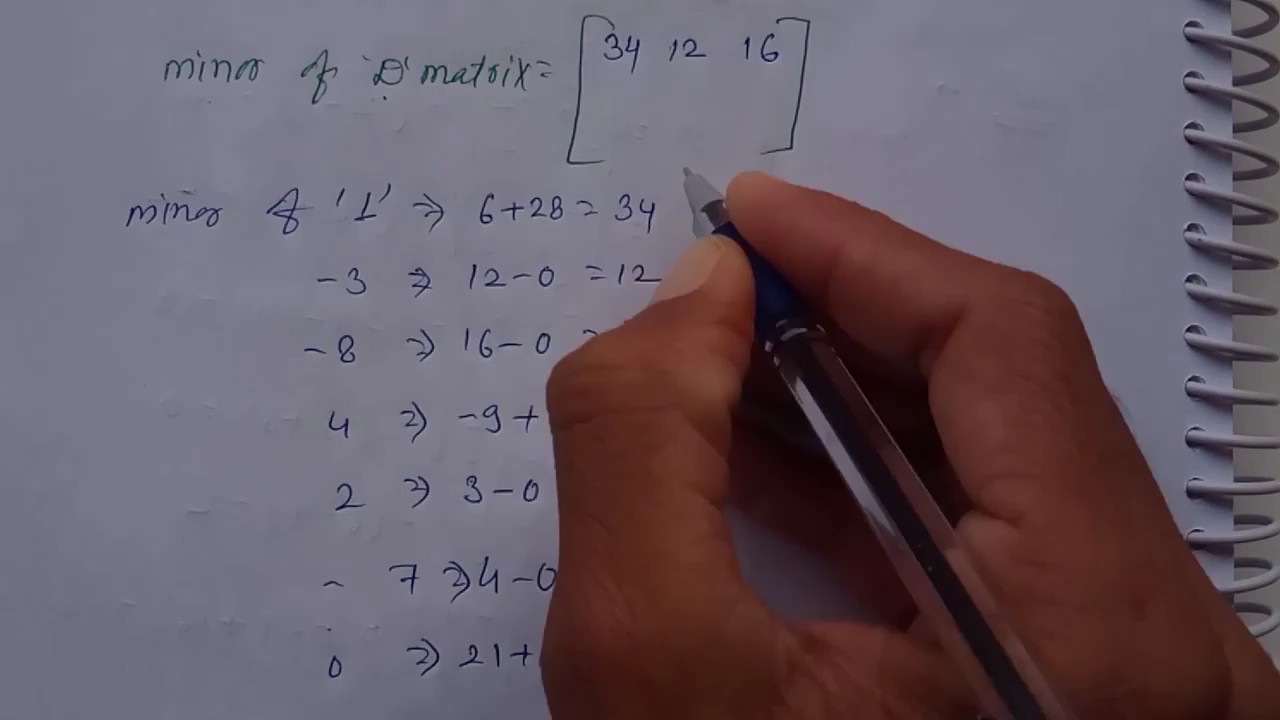 minor of 'D' matrix = [34 12 16]
minor of '1' ⇒ 6+28 = 34
-3 ⇒ 12-0 = 12
-8 ⇒ 16-0 =
4 ⇒ -9+
2 ⇒ 3-0
- 7 ⇒ 4-0
0 ⇒ 21+